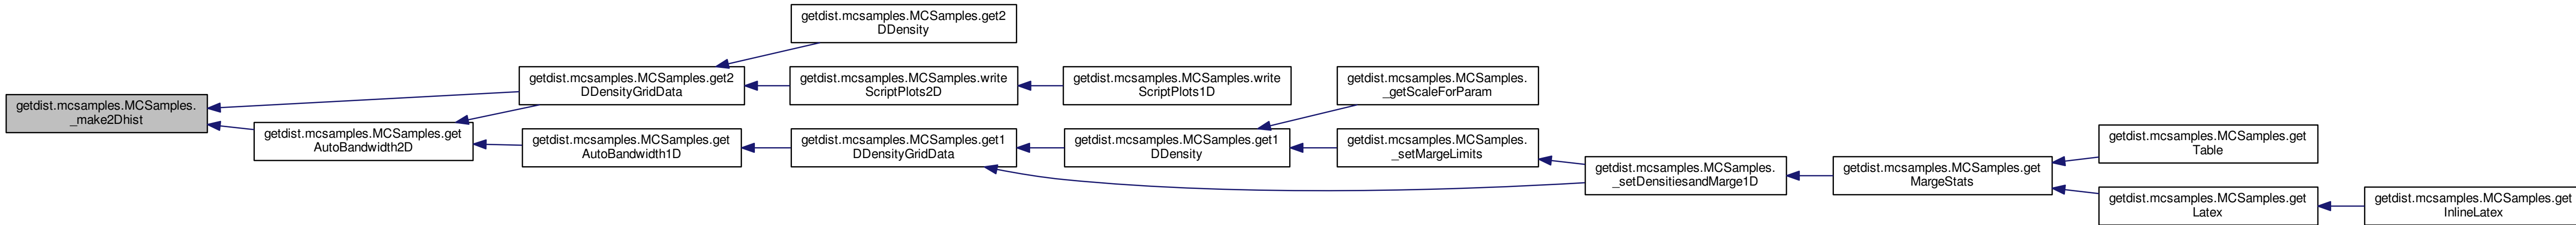 getdist.mcsamples.MCSamples.
_make2Dhist
getdist.mcsamples.MCSamples.get2
DDensityGridData
getdist.mcsamples.MCSamples.get
AutoBandwidth2D
getdist.mcsamples.MCSamples.get2
DDensity
getdist.mcsamples.MCSamples.write
ScriptPlots2D
getdist.mcsamples.MCSamples.write
ScriptPlots1D
getdist.mcsamples.MCSamples.get
AutoBandwidth1D
getdist.mcsamples.MCSamples.get1
DDensityGridData
getdist.mcsamples.MCSamples.get1
DDensity
getdist.mcsamples.MCSamples.
_getScaleForParam
getdist.mcsamples.MCSamples.
_setMargeLimits
getdist.mcsamples.MCSamples.
_setDensitiesandMarge1D
getdist.mcsamples.MCSamples.get
MargeStats
getdist.mcsamples.MCSamples.get
Table
getdist.mcsamples.MCSamples.get
Latex
getdist.mcsamples.MCSamples.get
InlineLatex